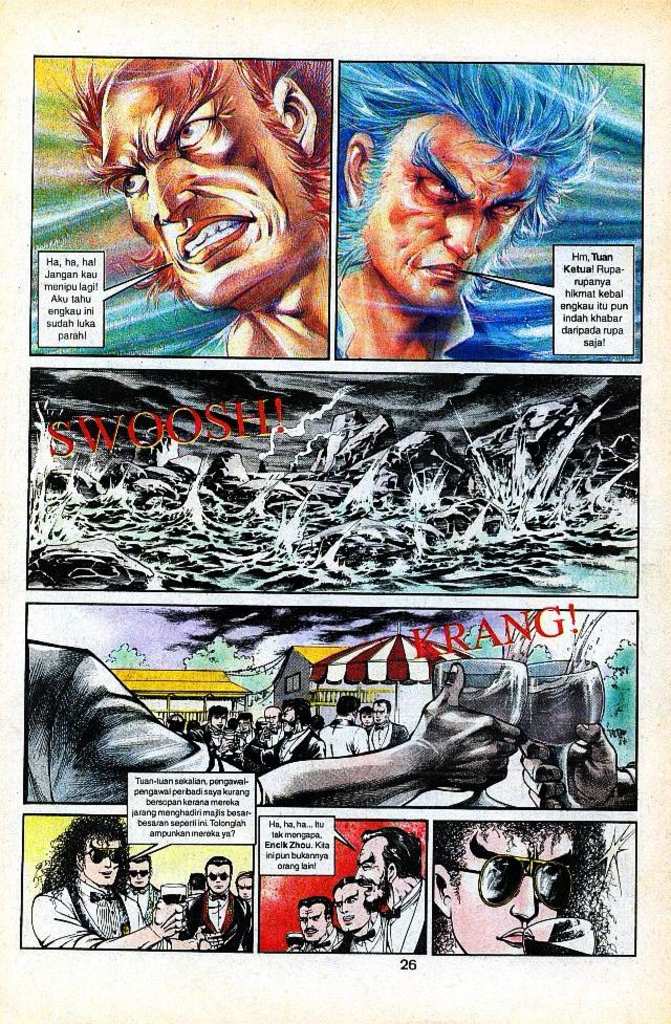 Ha, ha, ha!
Jangan kau
menipu lagi!
Aku tahu
engkau ini
sudah luka
parah!
Hm, Tuan
Ketua! Rupa-
rupanya
hikmat kebal
engkau itu pun
indah khabar
daripada rupa
saja!
SWOOSH!
KRANG!
Tuan-tuan sekalian, pengawal-
pengawal peribadi saya kurang
bersopan kerana mereka
jarang menghadiri majlis besar-
besaran seperti ini. Tolonglah
ampunkan mereka ya?
Ha, ha, ha... Itu
tak mengapa,
Encik Zhou. Kita
ini pun bukannya
orang lain!
26